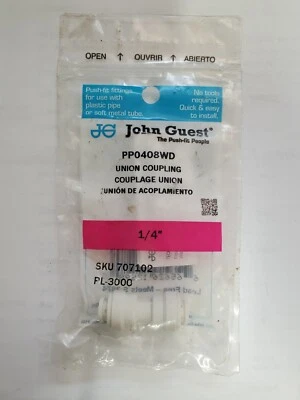 OPEN ↑ OUVRIR ↑ ABIERTO
Push-fit fittings
for use with
plastic pipe
or soft metal tubs.
No tools
required.
Quick & easy
to install.
JG John Guest®
The Push-fit People
PP0408WD
UNION COUPLING
COUPLAGE UNION
UNIÓN DE ACOPLAMIENTO
1/4"
SKU 707102
PL-3000